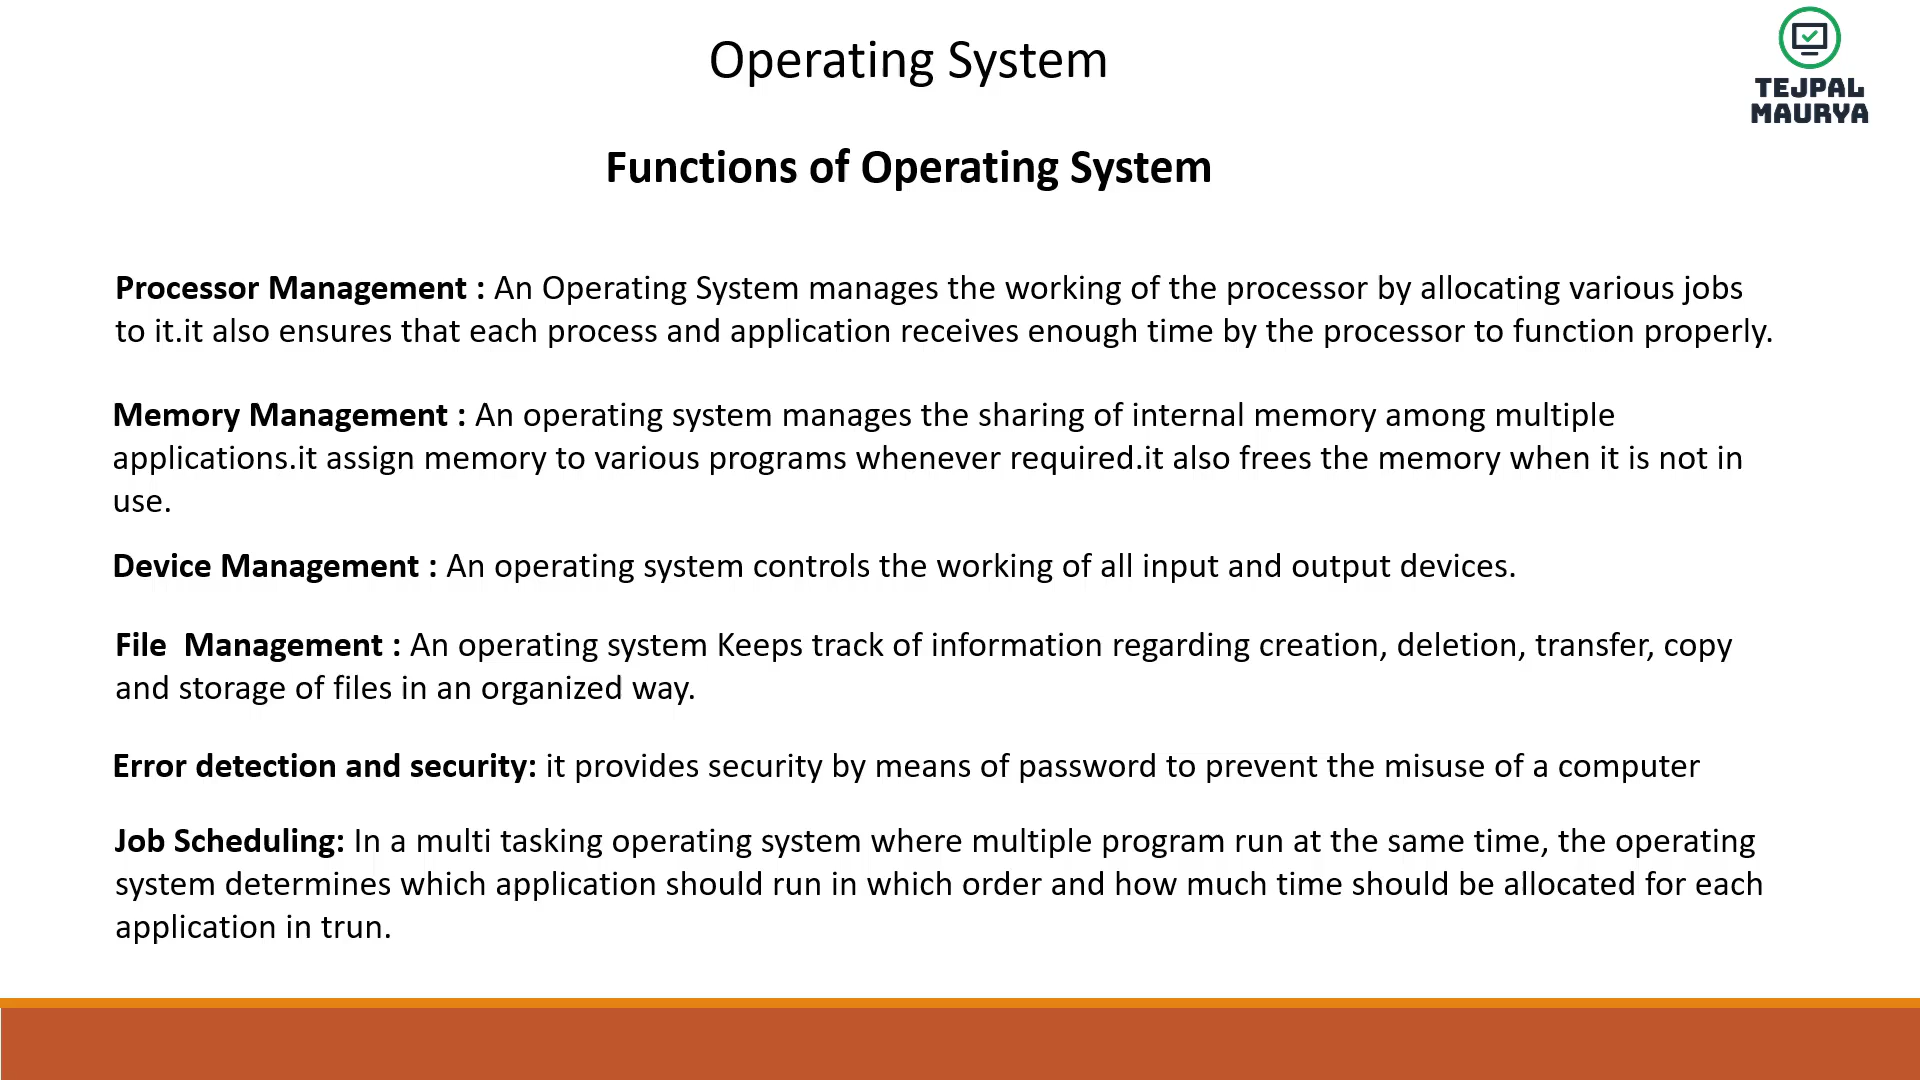 Operating System
TEJPAL
MAURYA
Functions of Operating System
Processor Management : An Operating System manages the working of the processor by allocating various jobs
to it.it also ensures that each process and application receives enough time by the processor to function properly.
Memory Management : An operating system manages the sharing of internal memory among multiple
applications.it assign memory to various programs whenever required.it also frees the memory when it is not in
use.
Device Management : An operating system controls the working of all input and output devices.
File  Management : An operating system Keeps track of information regarding creation, deletion, transfer, copy
and storage of files in an organized way.
Error detection and security: it provides security by means of password to prevent the misuse of a computer
Job Scheduling: In a multi tasking operating system where multiple program run at the same time, the operating
system determines which application should run in which order and how much time should be allocated for each
application in trun.